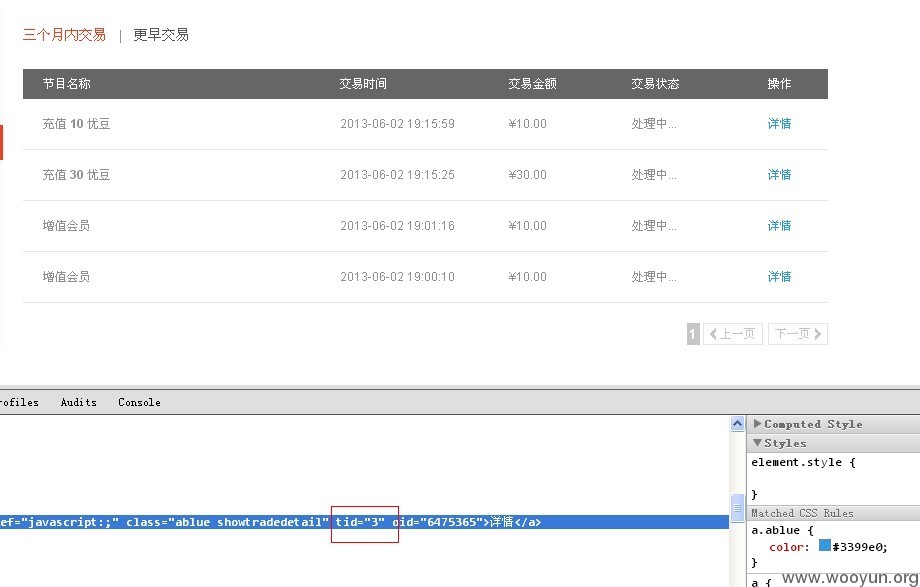 三个月内交易 | 更早交易
节目名称 交易时间 交易金额 交易状态 操作
充值 10 优豆 2013-06-02 19:15:59 ¥10.00 处理中... 详情
充值 30 优豆 2013-06-02 19:15:25 ¥30.00 处理中... 详情
增值会员 2013-06-02 19:01:16 ¥10.00 处理中... 详情
增值会员 2013-06-02 19:00:10 ¥10.00 处理中... 详情
1 上一页 下一页
rofiles Audits Console
Computed Style
Styles
element.style {
}
Matched CSS Rules
ef="javascript:;" class="ablue showtradedetail" tid="3" oid="6475365">详情</a>
a.ablue {
color: #3399e0;
}
a {
www.wooyun.org